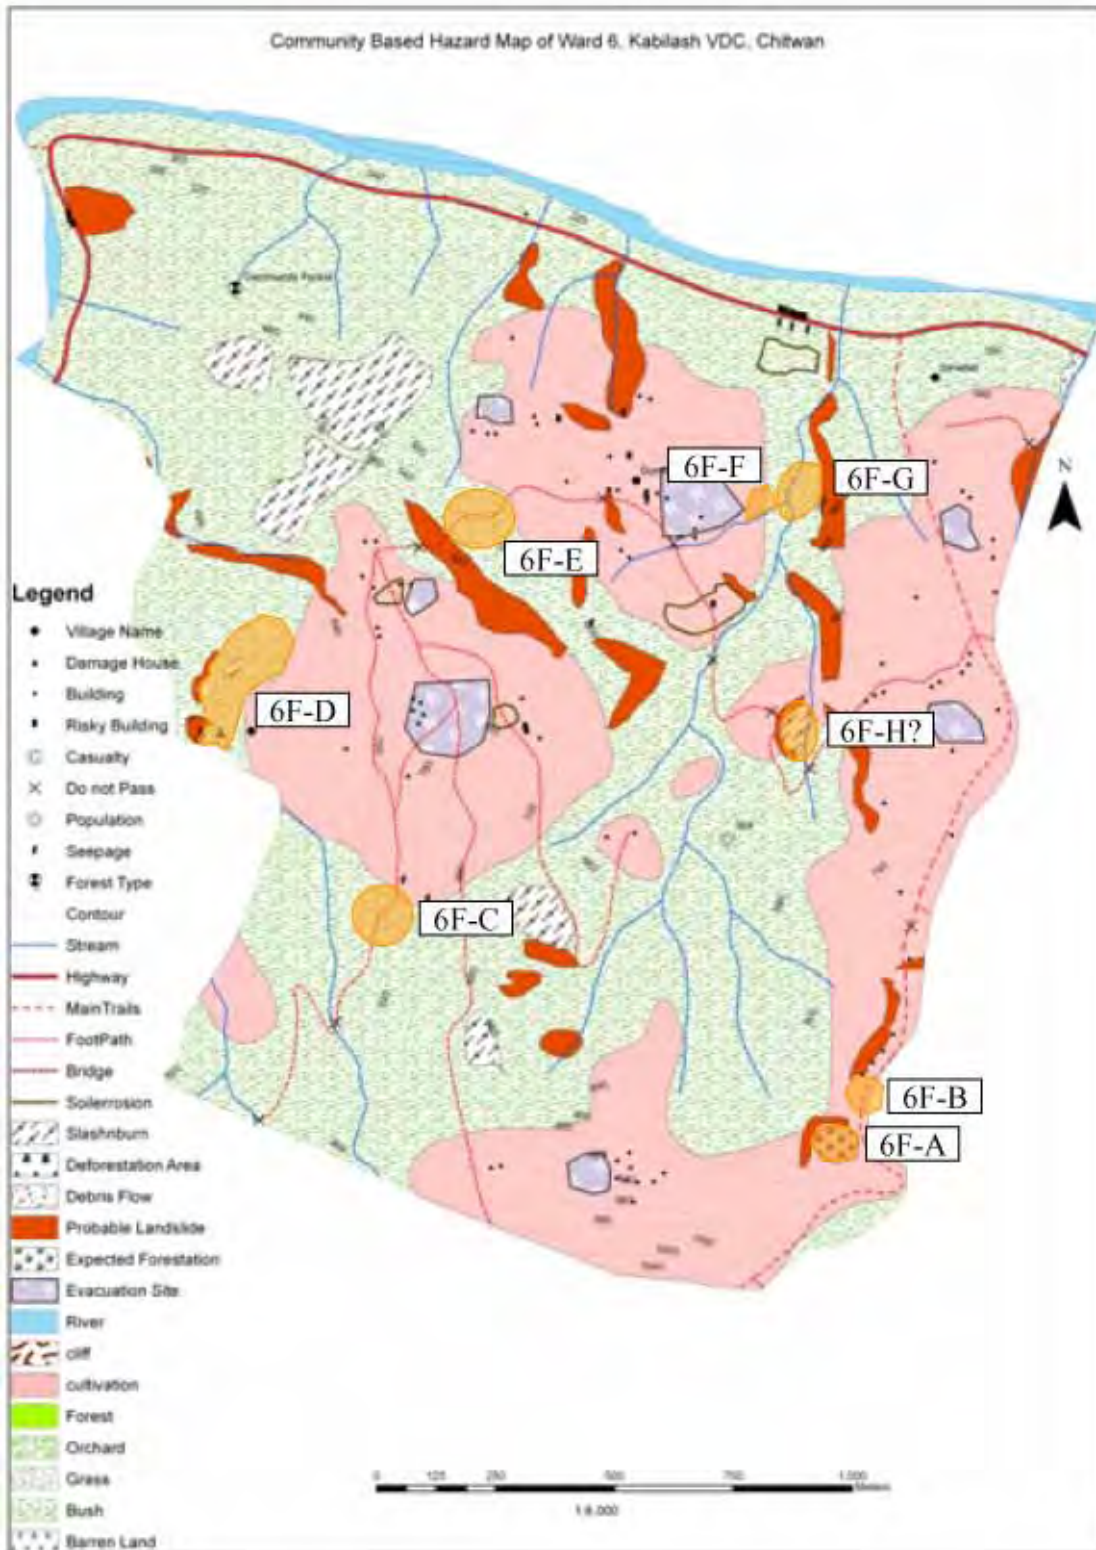 Community Based Hazard Map of Ward 6, Kabilash VDC, Chitwan
Community Forest
6F-F
6F-G
N
6F-E
6F-D
6F-H?
6F-C
6F-B
6F-A
Legend
Village Name
Damage House
Building
Risky Building
Casualty
Do not Pass
Population
Seepage
Forest Type
Contour
Stream
Highway
MainTrails
FootPath
Bridge
Soilerrosion
Slashnburn
Deforestation Area
Debris Flow
Probable Landslide
Expected Forestation
Evacuation Site
River
cliff
cultivation
Forest
Orchard
Grass
Bush
Barren Land
0 125 250 500 750 1,000
Meters
1:6,000